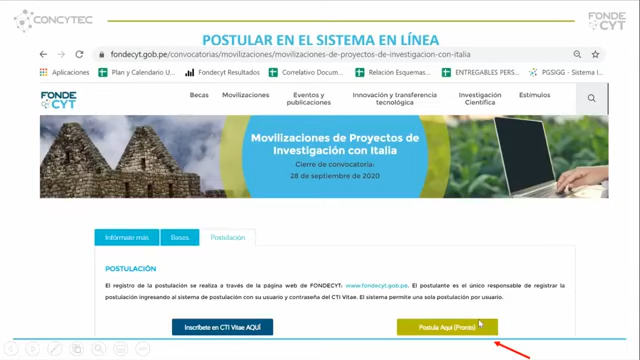 CONCYTEC
FONDE
CYT
POSTULAR EN EL SISTEMA EN LÍNEA
fondecyt.gob.pe/convocatorias/movilizaciones/movilizaciones-de-proyectos-de-investigacion-con-italia
Aplicaciones
Plan y Calendario U...
Fondecyt Resultados
Correlativo Docum...
Relación Esquemas...
ENTREGABLES PERS...
PGSIGG - Sistema I
FONDE
CYT
Becas
Movilizaciones
Eventos y
publicaciones
Innovación y transferencia
tecnológica
Investigación
Científica
Estímulos
Movilizaciones de Proyectos de
Investigación con Italia
Cierre de convocatoria:
28 de septiembre de 2020
Infórmate más
Bases
Postulación
POSTULACIÓN
El registro de la postulación se realiza a través de la página web de FONDECYT: www.fondecyt.gob.pe. El postulante es el único responsable de registrar la
postulación ingresando al sistema de postulación con su usuario y contraseña del CTI Vitae. El sistema permite una sola postulación por usuario.
Inscríbete en CTI Vitae AQUÍ
Postula Aquí (Pronto)